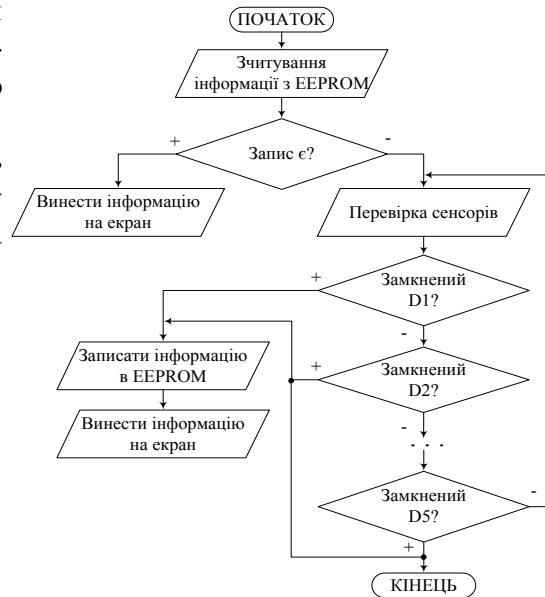 ПОЧАТОК
Зчитування
інформації з EEPROM
+
Запис є?
-
Винести інформацію
на екран
Перевірка сенсорів
+
Замкнений
D1?
-
Записати інформацію
в EEPROM
+
Замкнений
D2?
-
Винести інформацію
на екран
. . .
Замкнений
D5?
-
+
КІНЕЦЬ